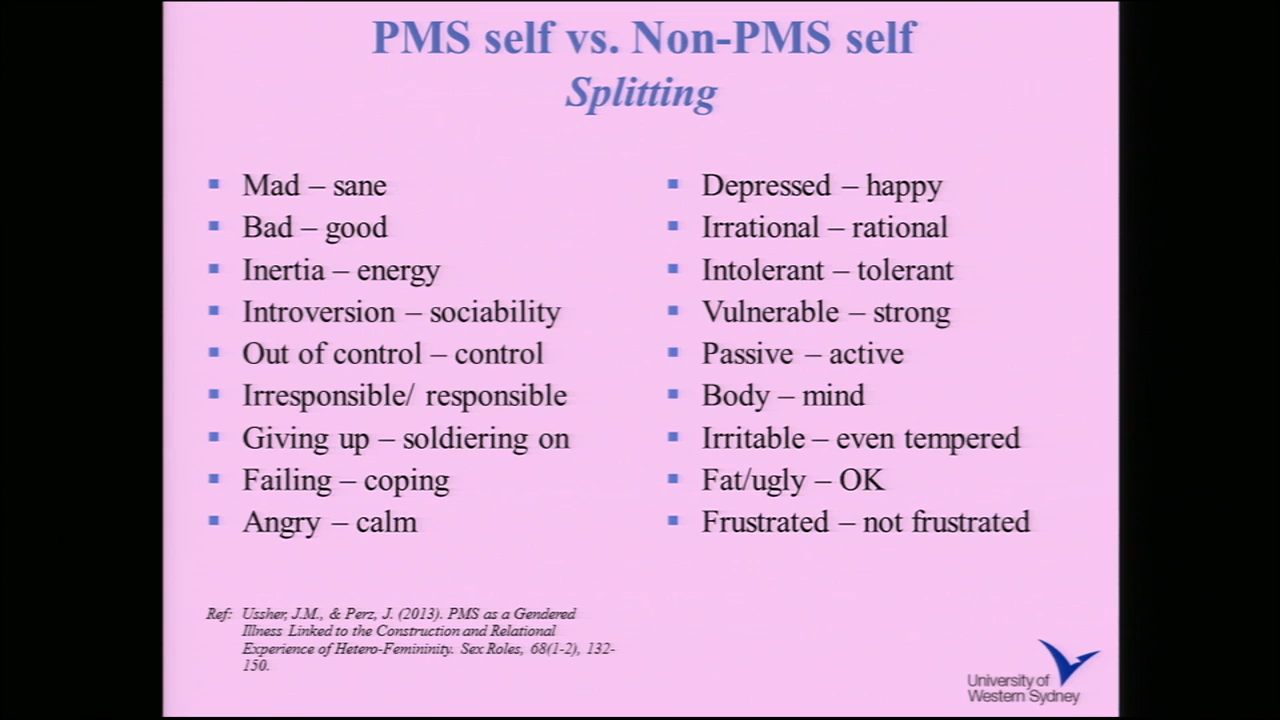 PMS self vs. Non-PMS self
Splitting
Mad – sane
Bad – good
Inertia – energy
Introversion – sociability
Out of control – control
Irresponsible/ responsible
Giving up – soldiering on
Failing – coping
Angry – calm
Depressed – happy
Irrational – rational
Intolerant – tolerant
Vulnerable – strong
Passive – active
Body – mind
Irritable – even tempered
Fat/ugly – OK
Frustrated – not frustrated
Ref: Ussher, J.M., & Perz, J. (2013). PMS as a Gendered
Illness Linked to the Construction and Relational
Experience of Hetero-Femininity. Sex Roles, 68(1-2), 132-
150.
University of
Western Sydney